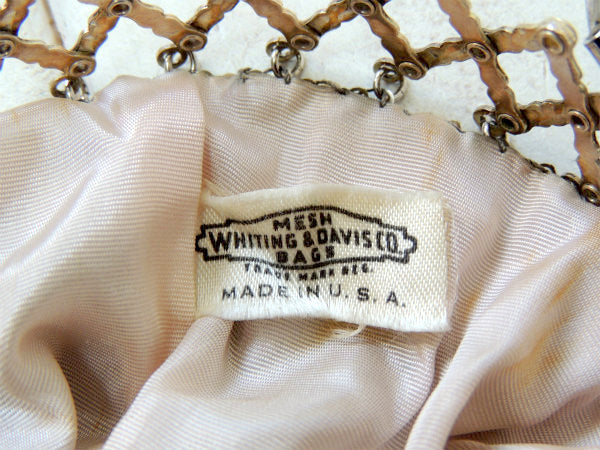 MESH
WHITING & DAVIS CO.
BAGS
TRADE MARK REG.
MADE IN U.S.A.